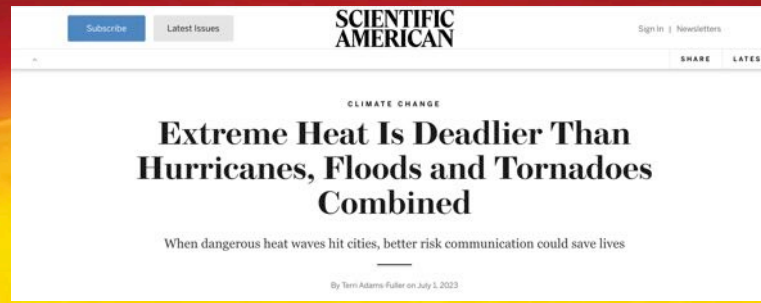 Subscribe
Latest Issues
SCIENTIFIC
AMERICAN
Sign In | Newsletters
SHARE
LATES
CLIMATE CHANGE
Extreme Heat Is Deadlier Than
Hurricanes, Floods and Tornadoes
Combined
When dangerous heat waves hit cities, better risk communication could save lives
By Terri Adams-Fuller on July 1, 2023